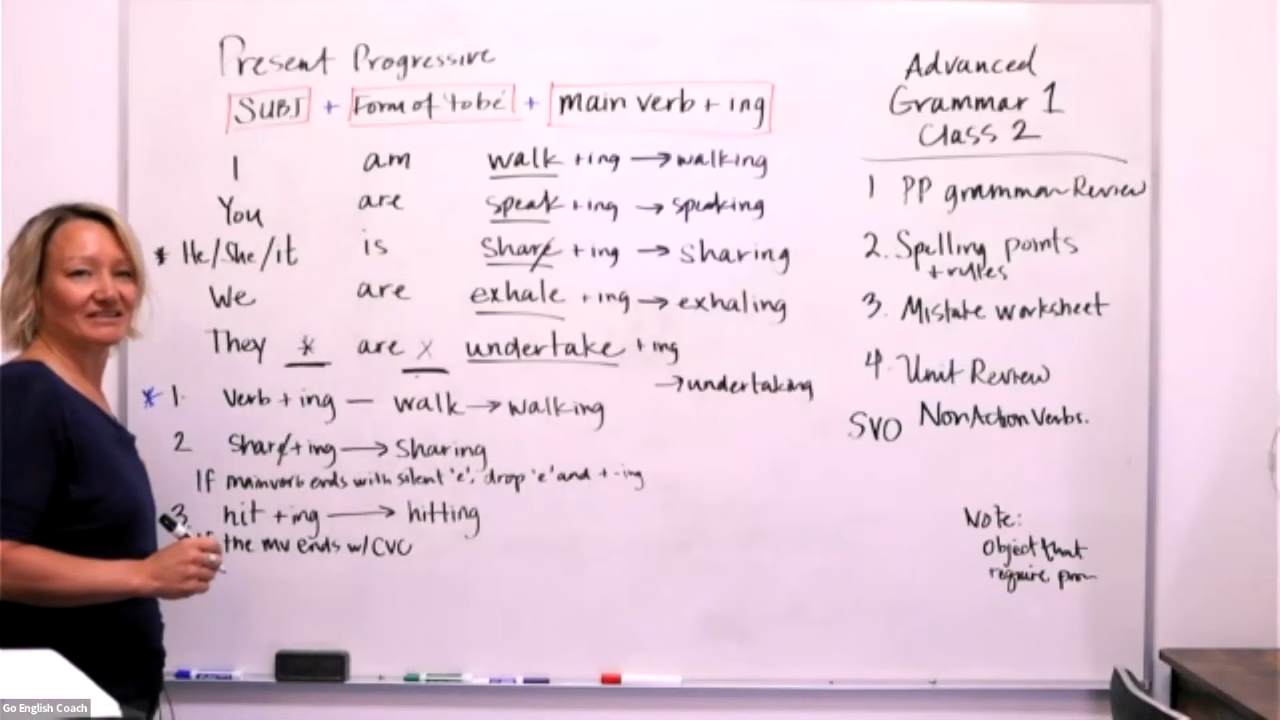 Present Progressive
SUBJ + Form of 'to be' + main verb + ing
I am walk + ing → walking
You are speak + ing → speaking
* He/She/it is Share + ing → sharing
We are exhale + ing → exhaling
They * are x undertake + ing
→ undertaking
* 1. Verb + ing — walk → walking
2 Share + ing → Sharing
If main verb ends with silent 'e', drop 'e' and + -ing
3 hit + ing → hitting
the mv ends w/ CVC
Advanced
Grammar 1
Class 2
1 PP grammar Review
2. Spelling points
+ rules
3. Mistake worksheet
4. Unit Review
SVO NonAction Verbs.
Note:
Object that
require pron
Go English Coach